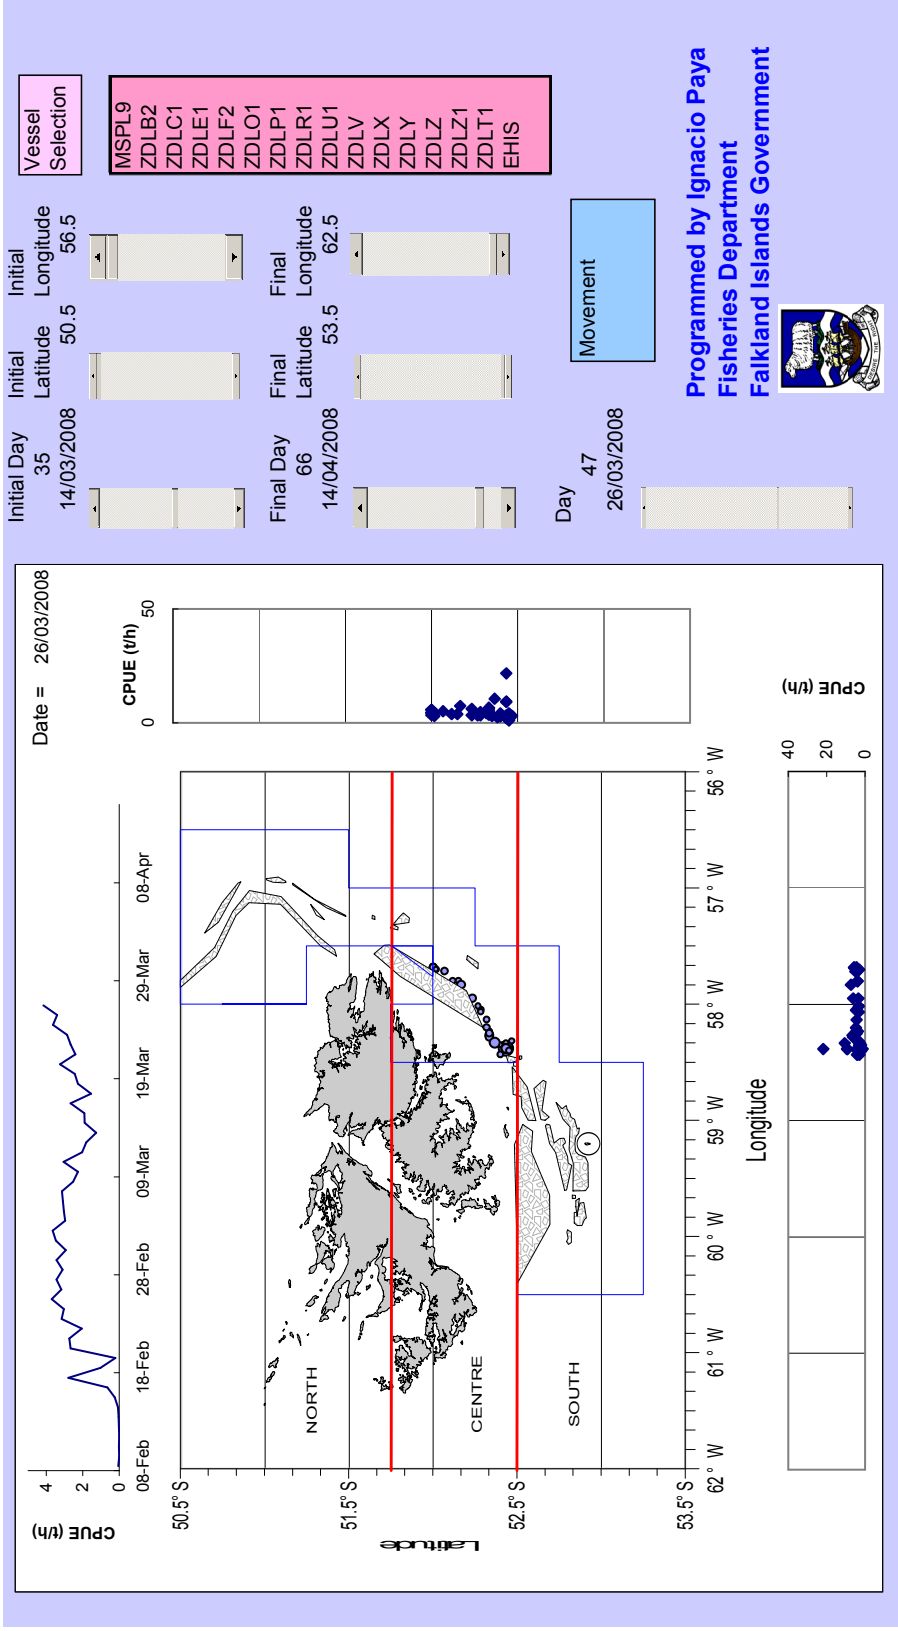 Date = 26/03/2008
CPUE (t/h)
4
2
0
08-Feb
18-Feb
28-Feb
09-Mar
19-Mar
29-Mar
08-Apr
CPUE (t/h)
0
50
Latitude
50.5° S
51.5° S
52.5° S
53.5° S
NORTH
CENTRE
SOUTH
62° W
61° W
60° W
59° W
58° W
57° W
56° W
Longitude
CPUE (t/h)
40
20
0
Initial Day
35
14/03/2008
Initial
Latitude
50.5
Initial
Longitude
56.5
Vessel
Selection
Final Day
66
14/04/2008
Final
Latitude
53.5
Final
Longitude
62.5
MSPL9
ZDLB2
ZDLC1
ZDLE1
ZDLF2
ZDLO1
ZDLP1
ZDLR1
ZDLU1
ZDLV
ZDLX
ZDLY
ZDLZ
ZDLZ1
ZDLT1
EHIS
Day
47
26/03/2008
Movement
Programmed by Ignacio Paya
Fisheries Department
Falkland Islands Government
DESIRE THE RIGHT